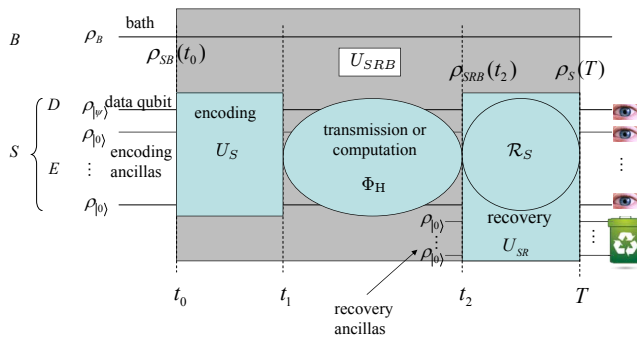 B ρ_B bath
ρ_SB(t_0) U_SRB ρ_SRB(t_2) ρ_S(T)
S D ρ_|ψ⟩ data qubit
ρ_|0⟩
E ⋮ encoding ancillas
ρ_|0⟩
encoding
U_S
transmission or
computation
Φ_H
R_S
recovery
U_SR
ρ_|0⟩
⋮
ρ_|0⟩
⋮
⋮
t_0 t_1 t_2 T
recovery
ancillas